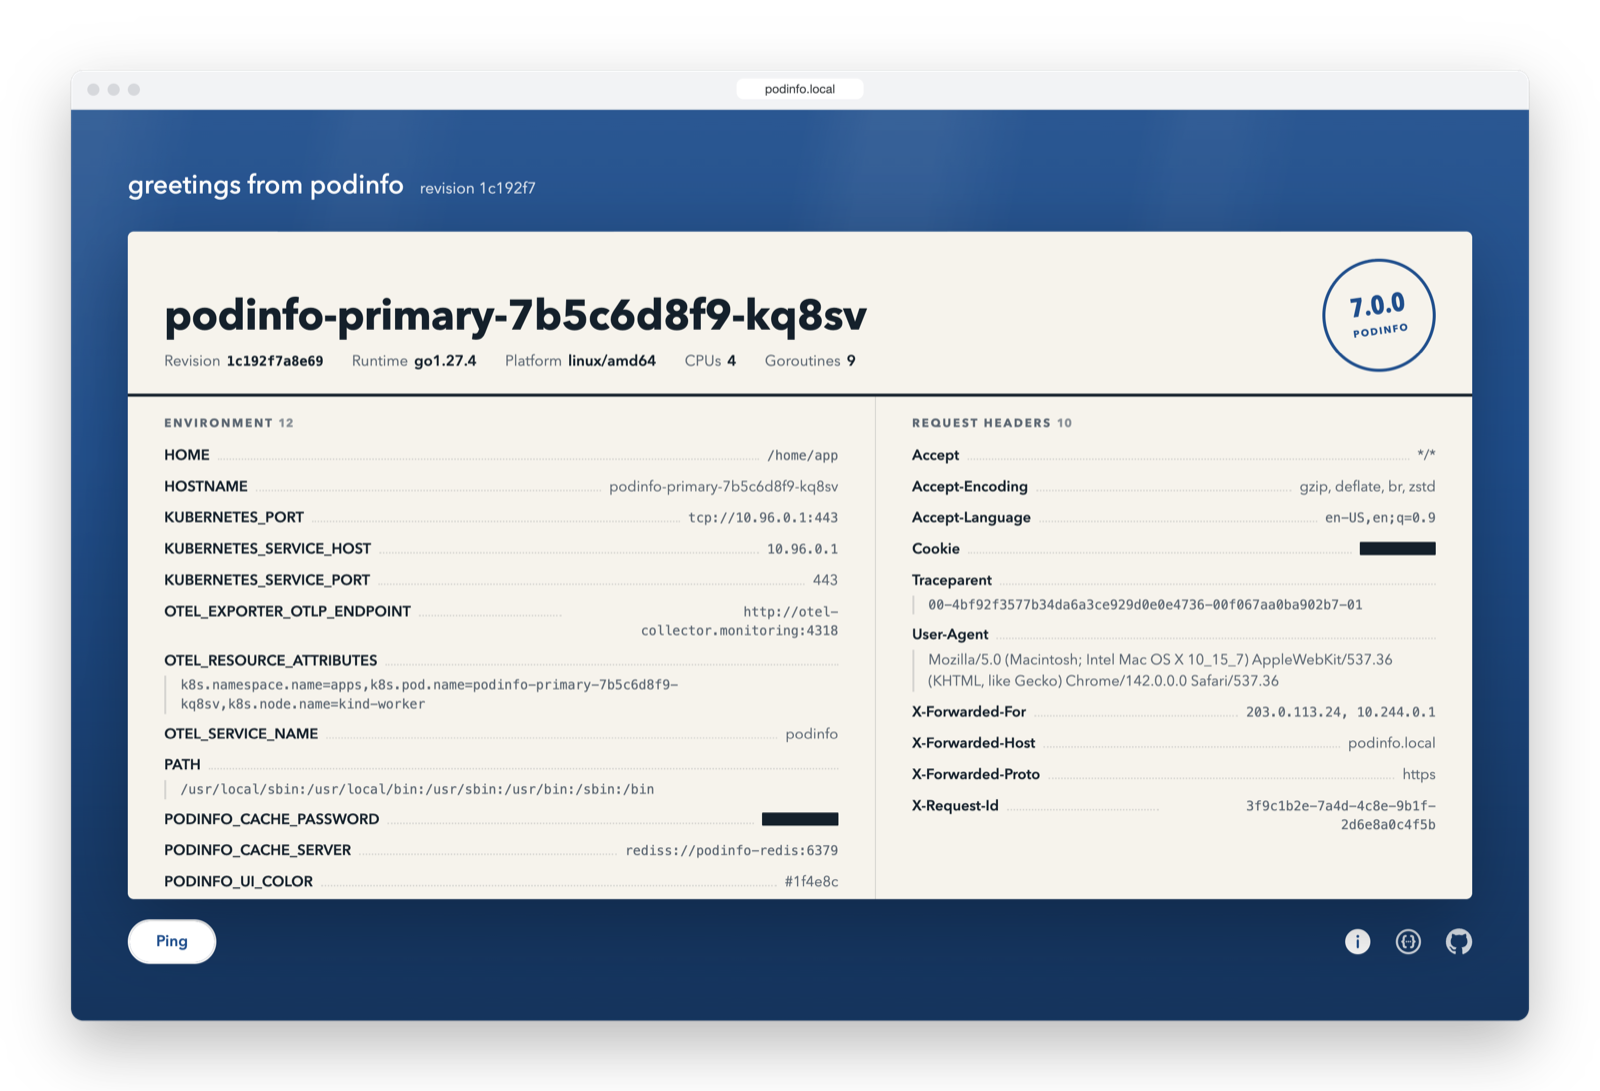 podinfo.local
greetings from podinfo revision 1c192f7
podinfo-primary-7b5c6d8f9-kq8sv
Revision 1c192f7a8e69 Runtime go1.27.4 Platform linux/amd64 CPUs 4 Goroutines 9
7.0.0
PODINFO
ENVIRONMENT 12
HOME /home/app
HOSTNAME podinfo-primary-7b5c6d8f9-kq8sv
KUBERNETES_PORT tcp://10.96.0.1:443
KUBERNETES_SERVICE_HOST 10.96.0.1
KUBERNETES_SERVICE_PORT 443
OTEL_EXPORTER_OTLP_ENDPOINT http://otel-
collector.monitoring:4318
OTEL_RESOURCE_ATTRIBUTES
k8s.namespace.name=apps,k8s.pod.name=podinfo-primary-7b5c6d8f9-
kq8sv,k8s.node.name=kind-worker
OTEL_SERVICE_NAME podinfo
PATH
/usr/local/sbin:/usr/local/bin:/usr/sbin:/usr/bin:/sbin:/bin
PODINFO_CACHE_PASSWORD
PODINFO_CACHE_SERVER rediss://podinfo-redis:6379
PODINFO_UI_COLOR #1f4e8c
REQUEST HEADERS 10
Accept */*
Accept-Encoding gzip, deflate, br, zstd
Accept-Language en-US,en;q=0.9
Cookie
Traceparent
00-4bf92f3577b34da6a3ce929d0e0e4736-00f067aa0ba902b7-01
User-Agent
Mozilla/5.0 (Macintosh; Intel Mac OS X 10_15_7) AppleWebKit/537.36
(KHTML, like Gecko) Chrome/142.0.0.0 Safari/537.36
X-Forwarded-For 203.0.113.24, 10.244.0.1
X-Forwarded-Host podinfo.local
X-Forwarded-Proto https
X-Request-Id 3f9c1b2e-7a4d-4c8e-9b1f-
2d6e8a0c4f5b
Ping